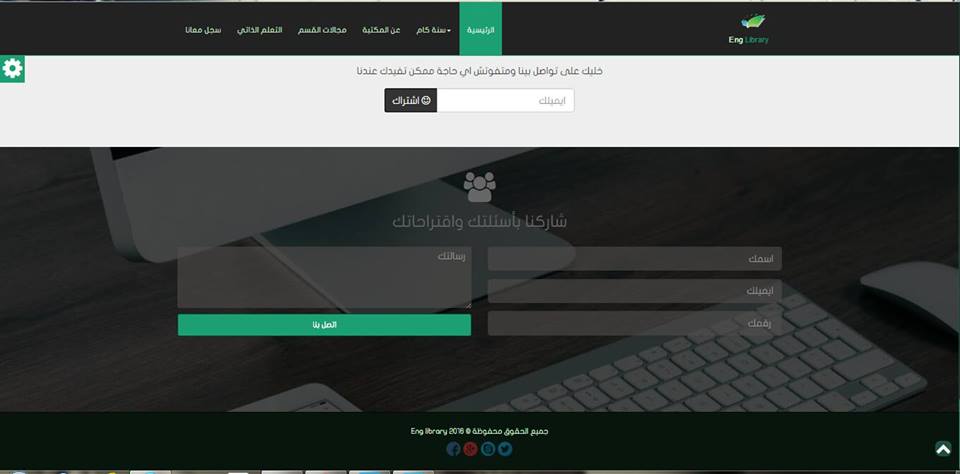 Eng Library
الرئيسية
سنة كام
عن المكتبة
مجالات القسم
التعلم الذاتي
سجل معانا
خليك على تواصل بينا ومتفوتش اي حاجة ممكن تفيدك عندنا
ايميلك
اشتراك
شاركنا بأسئلتك واقتراحاتك
اسمك
ايميلك
رقمك
رسالتك
اتصل بنا
جميع الحقوق محفوظة © Eng library 2016